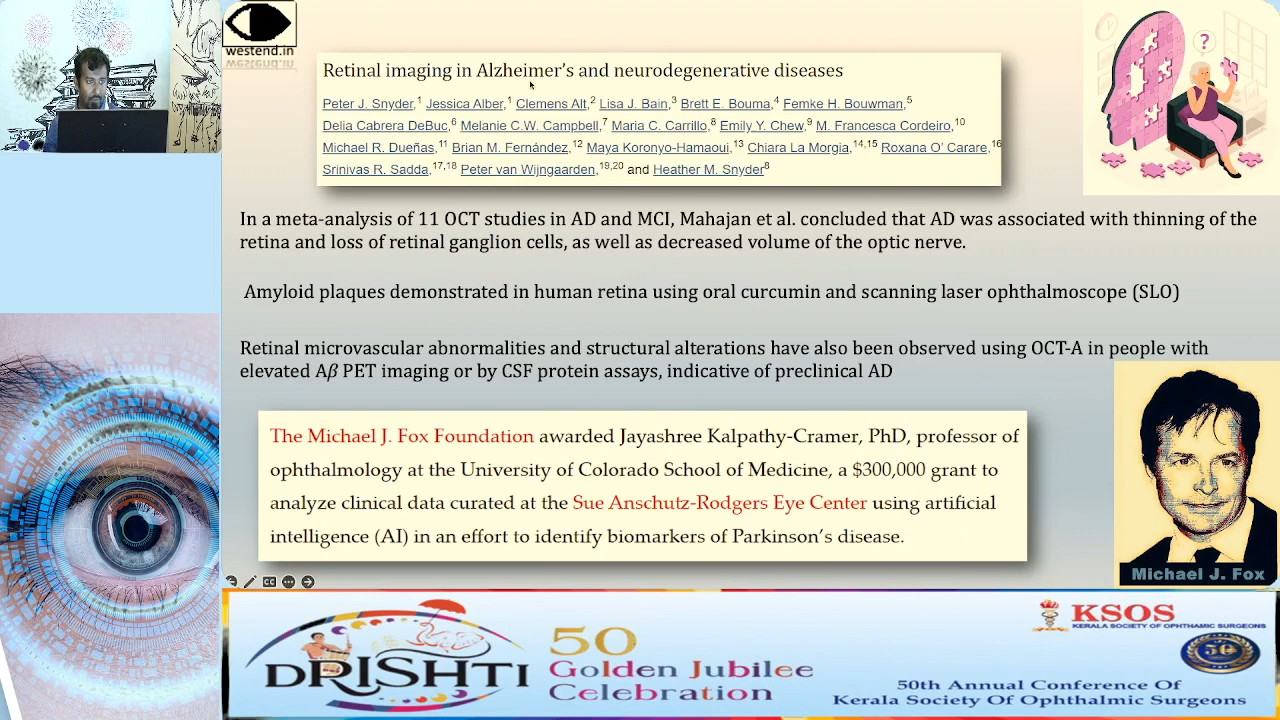 westend.in
Retinal imaging in Alzheimer's and neurodegenerative diseases
Peter J. Snyder,1 Jessica Alber,1 Clemens Alt,2 Lisa J. Bain,3 Brett E. Bouma,4 Femke H. Bouwman,5
Delia Cabrera DeBuc,6 Melanie C.W. Campbell,7 Maria C. Carrillo,8 Emily Y. Chew,9 M. Francesca Cordeiro,10
Michael R. Dueñas,11 Brian M. Fernández,12 Maya Koronyo-Hamaoui,13 Chiara La Morgia,14,15 Roxana O' Carare,16
Srinivas R. Sadda,17,18 Peter van Wijngaarden,19,20 and Heather M. Snyder8
?
In a meta-analysis of 11 OCT studies in AD and MCI, Mahajan et al. concluded that AD was associated with thinning of the
retina and loss of retinal ganglion cells, as well as decreased volume of the optic nerve.
Amyloid plaques demonstrated in human retina using oral curcumin and scanning laser ophthalmoscope (SLO)
Retinal microvascular abnormalities and structural alterations have also been observed using OCT-A in people with
elevated Aβ PET imaging or by CSF protein assays, indicative of preclinical AD
The Michael J. Fox Foundation awarded Jayashree Kalpathy-Cramer, PhD, professor of
ophthalmology at the University of Colorado School of Medicine, a $300,000 grant to
analyze clinical data curated at the Sue Anschutz-Rodgers Eye Center using artificial
intelligence (AI) in an effort to identify biomarkers of Parkinson's disease.
Michael J. Fox
CC
DRISHTI
50
Golden Jubilee
Celebration
KSOS
KERALA SOCIETY OF OPHTHAMIC SURGEONS
50
50th Annual Conference Of
Kerala Society Of Ophthalmic Surgeons